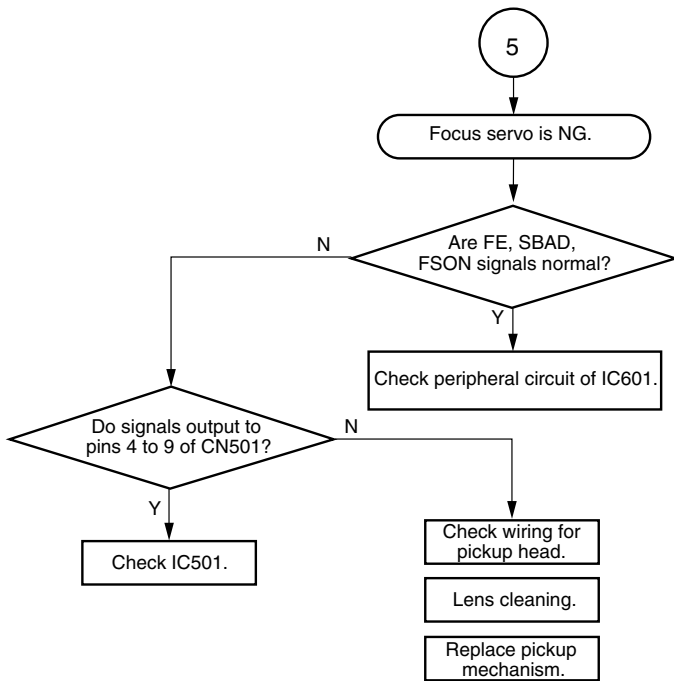 5
Focus servo is NG.
Are FE, SBAD,
FSON signals normal?
N
Y
Check peripheral circuit of IC601.
Do signals output to
pins 4 to 9 of CN501?
N
Y
Check IC501.
Check wiring for
pickup head.
Lens cleaning.
Replace pickup
mechanism.